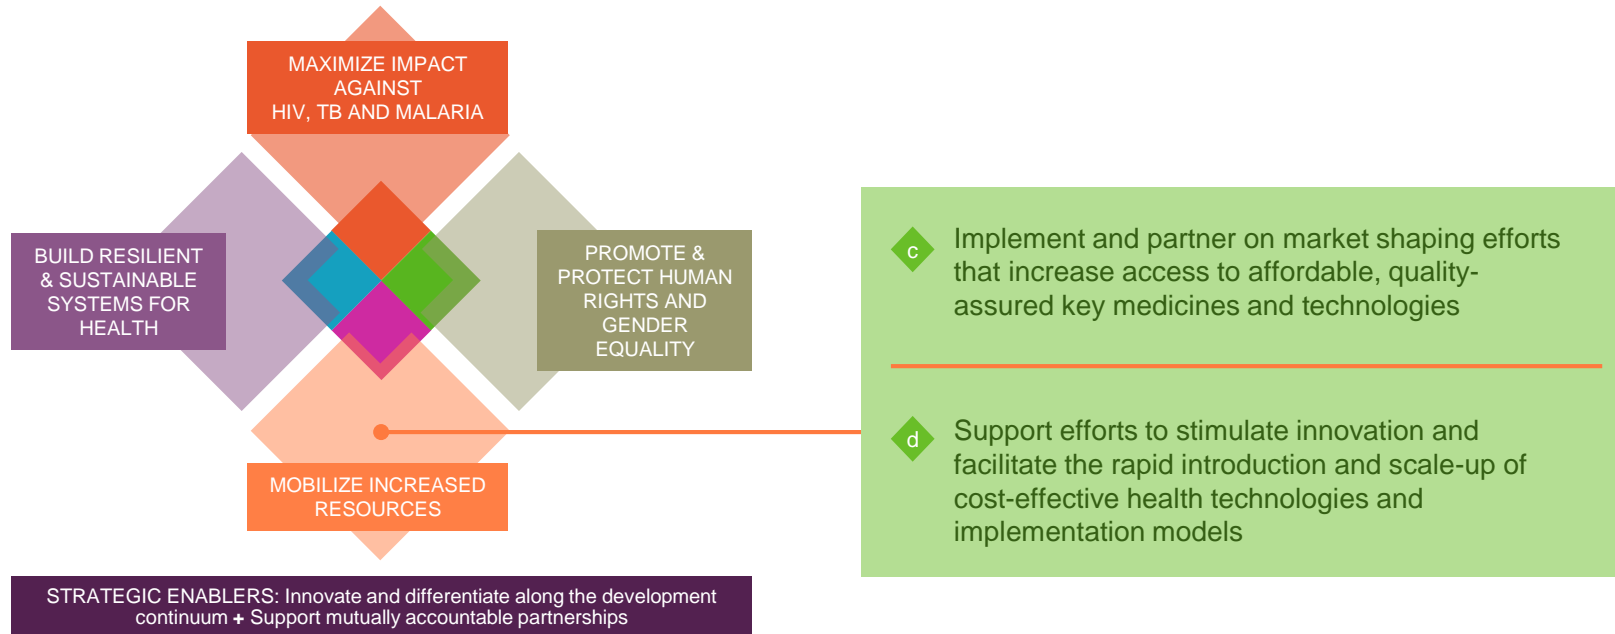 MAXIMIZE IMPACT
AGAINST
HIV, TB AND MALARIA
BUILD RESILIENT
& SUSTAINABLE
SYSTEMS FOR
HEALTH
PROMOTE &
PROTECT HUMAN
RIGHTS AND
GENDER
EQUALITY
MOBILIZE INCREASED
RESOURCES
STRATEGIC ENABLERS: Innovate and differentiate along the development
continuum + Support mutually accountable partnerships
c
Implement and partner on market shaping efforts
that increase access to affordable, quality-
assured key medicines and technologies
d
Support efforts to stimulate innovation and
facilitate the rapid introduction and scale-up of
cost-effective health technologies and
implementation models